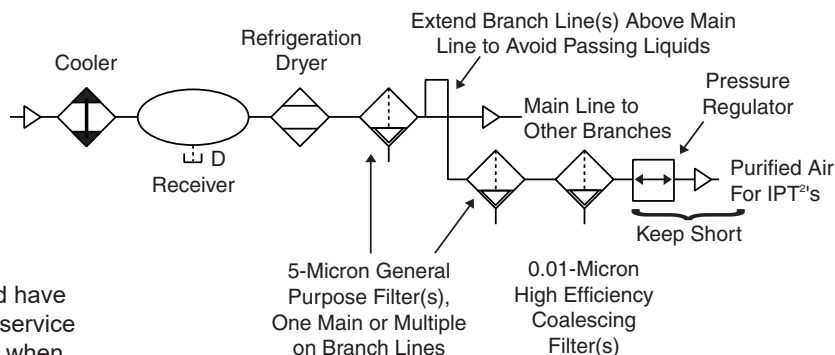 Extend Branch Line(s) Above Main
Line to Avoid Passing Liquids
Refrigeration
Dryer
Cooler
Pressure
Regulator
Main Line to
Other Branches
D
Receiver
Purified Air
For IPT²'s
Keep Short
5-Micron General
Purpose Filter(s),
One Main or Multiple
on Branch Lines
0.01-Micron
High Efficiency
Coalescing
Filter(s)
d have
service
when